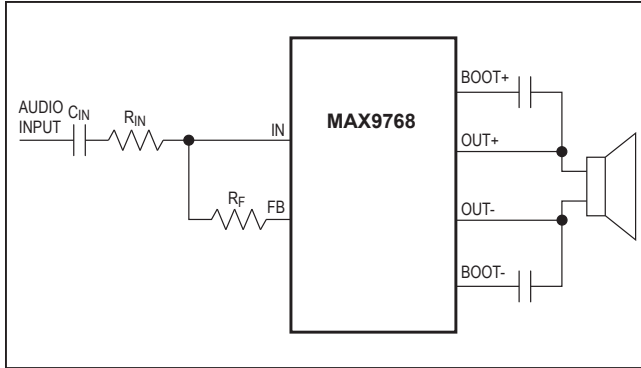 AUDIO
INPUT
CIN
RIN
IN
RF
FB
MAX9768
BOOT+
OUT+
OUT-
BOOT-